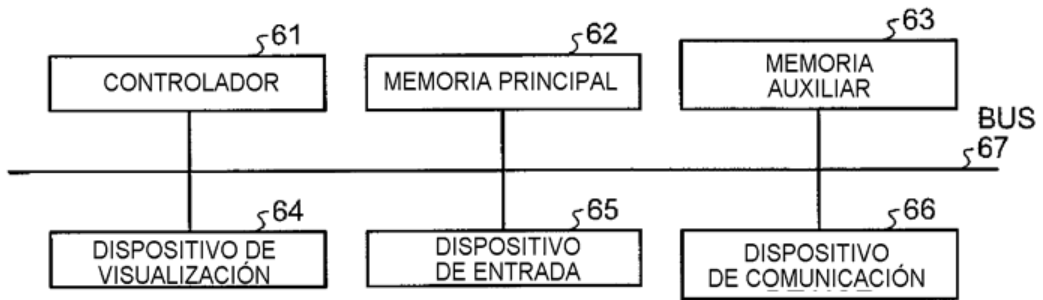 61
CONTROLADOR
62
MEMORIA PRINCIPAL
63
MEMORIA
AUXILIAR
BUS
67
64
DISPOSITIVO DE
VISUALIZACIÓN
65
DISPOSITIVO
DE ENTRADA
66
DISPOSITIVO
DE COMUNICACIÓN